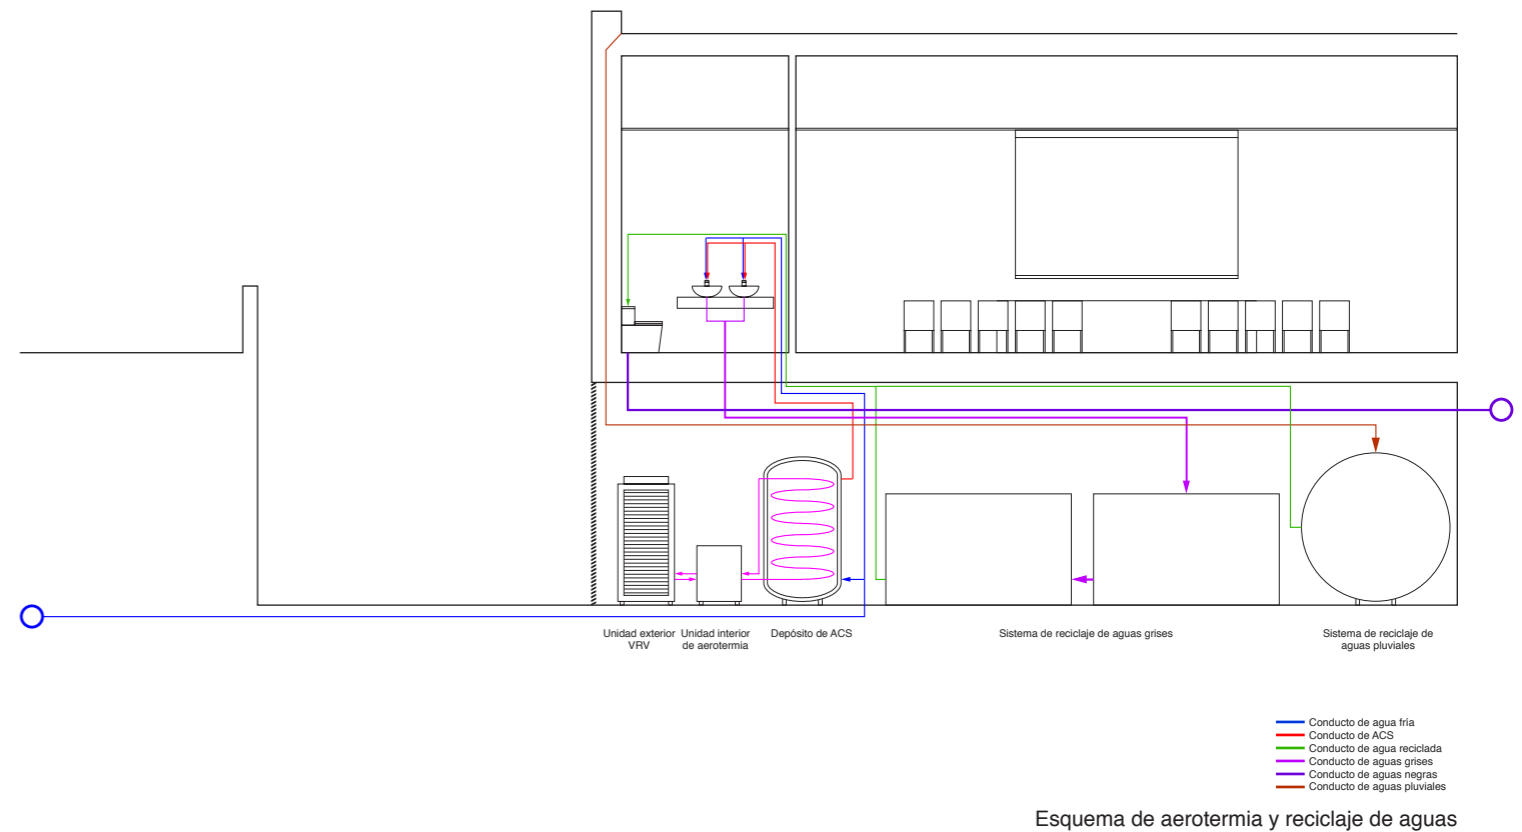 Unidad exterior
VRV
Unidad interior
de aerotermia
Depósito de ACS
Sistema de reciclaje de aguas grises
Sistema de reciclaje de
aguas pluviales
Conducto de agua fría
Conducto de ACS
Conducto de agua reciclada
Conducto de aguas grises
Conducto de aguas negras
Conducto de aguas pluviales
Esquema de aerotermia y reciclaje de aguas